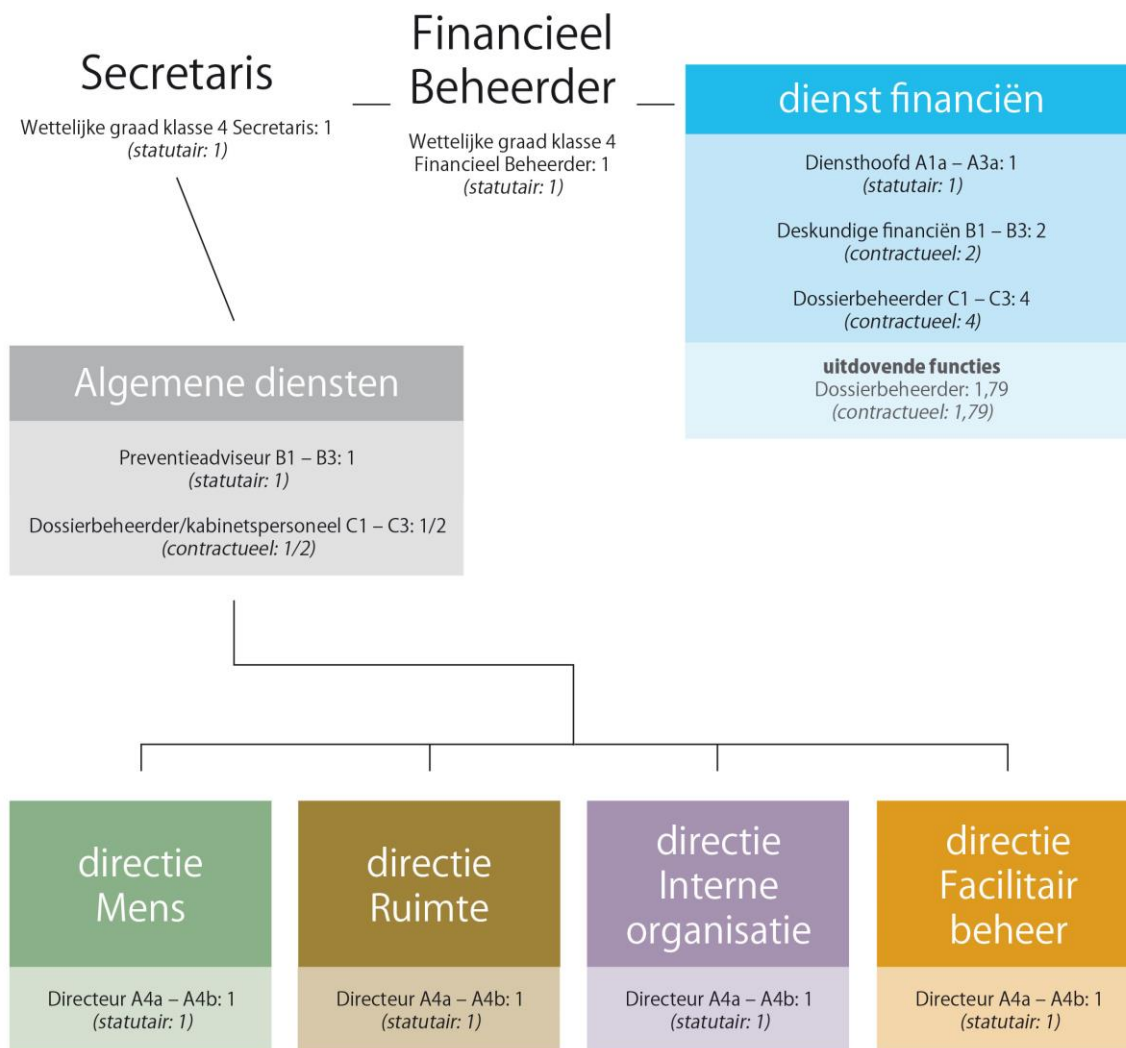 Secretaris
Wettelijke graad klasse 4 Secretaris: 1
(statutair: 1)
Financieel
Beheerder
Wettelijke graad klasse 4
Financieel Beheerder: 1
(statutair: 1)
dienst financiën
Diensthoofd A1a – A3a: 1
(statutair: 1)
Deskundige financiën B1 – B3: 2
(contractueel: 2)
Dossierbeheerder C1 – C3: 4
(contractueel: 4)
uitdovende functies
Dossierbeheerder: 1,79
(contractueel: 1,79)
Algemene diensten
Preventieadviseur B1 – B3: 1
(statutair: 1)
Dossierbeheerder/kabinetspersoneel C1 – C3: 1/2
(contractueel: 1/2)
directie
Mens
Directeur A4a – A4b: 1
(statutair: 1)
directie
Ruimte
Directeur A4a – A4b: 1
(statutair: 1)
directie
Interne
organisatie
Directeur A4a – A4b: 1
(statutair: 1)
directie
Facilitair
beheer
Directeur A4a – A4b: 1
(statutair: 1)